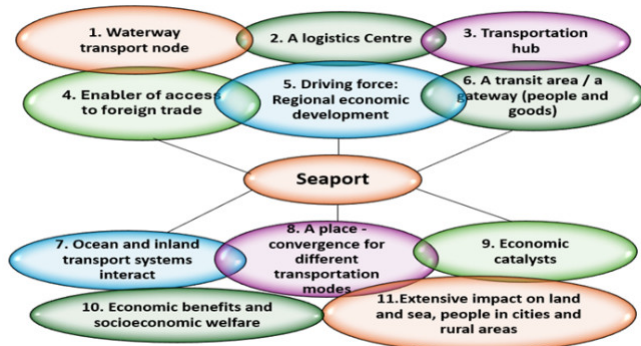 1. Waterway
transport node
2. A logistics Centre
3. Transportation
hub
4. Enabler of access
to foreign trade
5. Driving force:
Regional economic
development
6. A transit area / a
gateway (people and
goods)
Seaport
7. Ocean and inland
transport systems
interact
8. A place -
convergence for
different
transportation
modes
9. Economic
catalysts
10. Economic benefits and
socioeconomic welfare
11.Extensive impact on land
and sea, people in cities and
rural areas